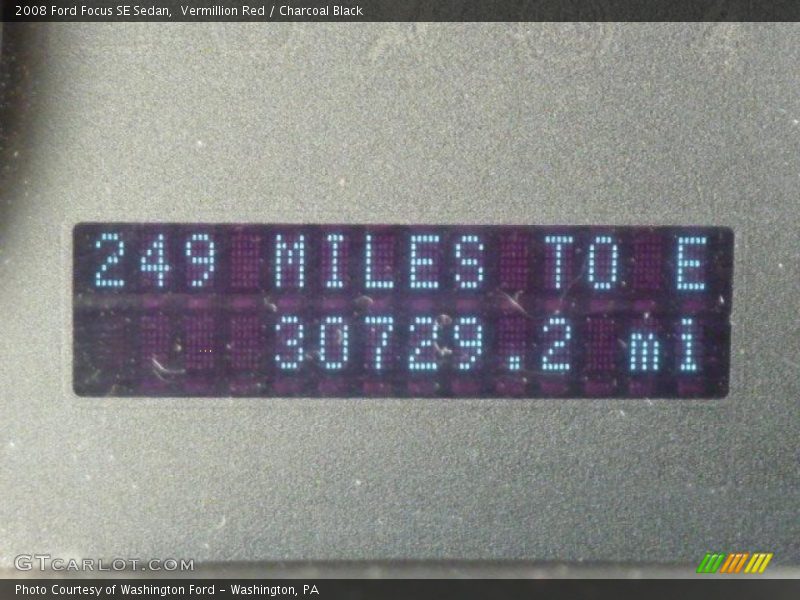 2008 Ford Focus SE Sedan, Vermillion Red / Charcoal Black
249 MILES TO E
30729.2 mi
GTCARLOT.COM
Photo Courtesy of Washington Ford - Washington, PA